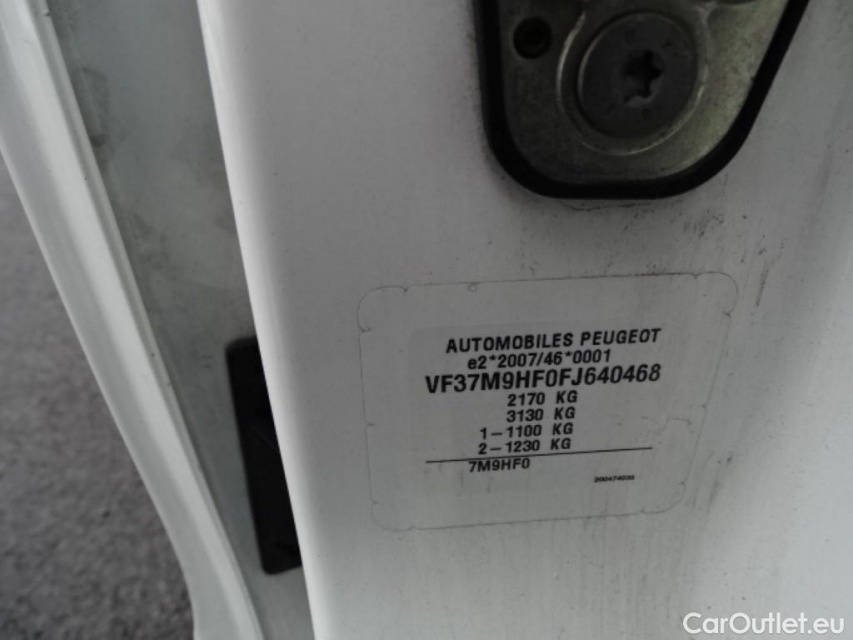 AUTOMOBILES PEUGEOT
e2*2007/46*0001
VF37M9HF0FJ640468
2170 KG
3130 KG
1-1100 KG
2-1230 KG
7M9HF0
CarOutlet.eu